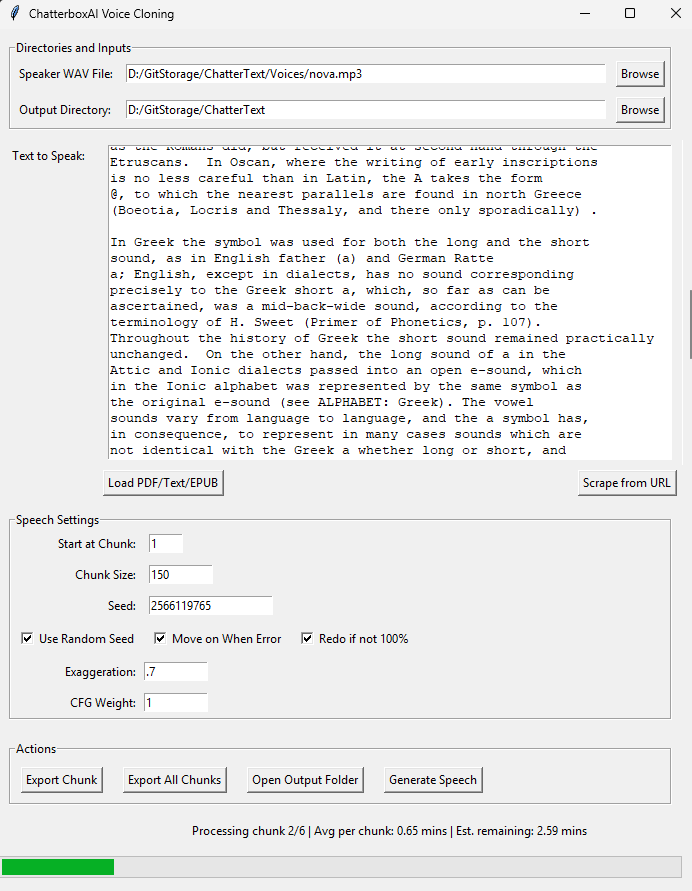 ChatterboxAI Voice Cloning
Directories and Inputs
Speaker WAV File: D:/GitStorage/ChatterText/Voices/nova.mp3 Browse
Output Directory: D:/GitStorage/ChatterText Browse
Text to Speak:
as the Romans did, but received it at second hand through the
Etruscans. In Oscan, where the writing of early inscriptions
is no less careful than in Latin, the A takes the form
@, to which the nearest parallels are found in north Greece
(Boeotia, Locris and Thessaly, and there only sporadically) .
In Greek the symbol was used for both the long and the short
sound, as in English father (a) and German Ratte
a; English, except in dialects, has no sound corresponding
precisely to the Greek short a, which, so far as can be
ascertained, was a mid-back-wide sound, according to the
terminology of H. Sweet (Primer of Phonetics, p. 107).
Throughout the history of Greek the short sound remained practically
unchanged. On the other hand, the long sound of a in the
Attic and Ionic dialects passed into an open e-sound, which
in the Ionic alphabet was represented by the same symbol as
the original e-sound (see ALPHABET: Greek). The vowel
sounds vary from language to language, and the a symbol has,
in consequence, to represent in many cases sounds which are
not identical with the Greek a whether long or short, and
Load PDF/Text/EPUB Scrape from URL
Speech Settings
Start at Chunk: 1
Chunk Size: 150
Seed: 2566119765
Use Random Seed Move on When Error Redo if not 100%
Exaggeration: .7
CFG Weight: 1
Actions
Export Chunk Export All Chunks Open Output Folder Generate Speech
Processing chunk 2/6 | Avg per chunk: 0.65 mins | Est. remaining: 2.59 mins